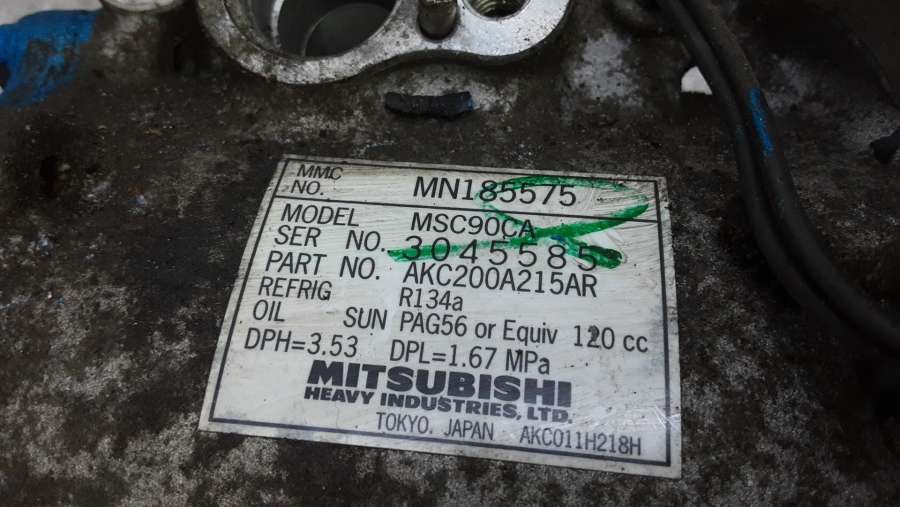 MMC
NO. MN185575
MODEL MSC90CA
SER NO. 3045585
PART NO. AKC200A215AR
REFRIG R134a
OIL SUN PAG56 or Equiv 120 cc
DPH=3.53 DPL=1.67 MPa
MITSUBISHI
HEAVY INDUSTRIES, LTD.
TOKYO. JAPAN AKC011H218H